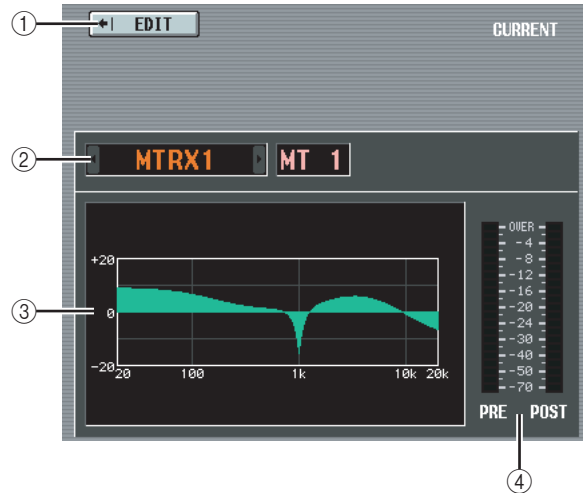 ① EDIT
CURRENT
② MTRX1 MT 1
OVER
-4
-8
-12
-16
-20
-24
-30
-40
-50
-70
PRE POST
③
+20
0
-20
20 100 1k 10k 20k
④